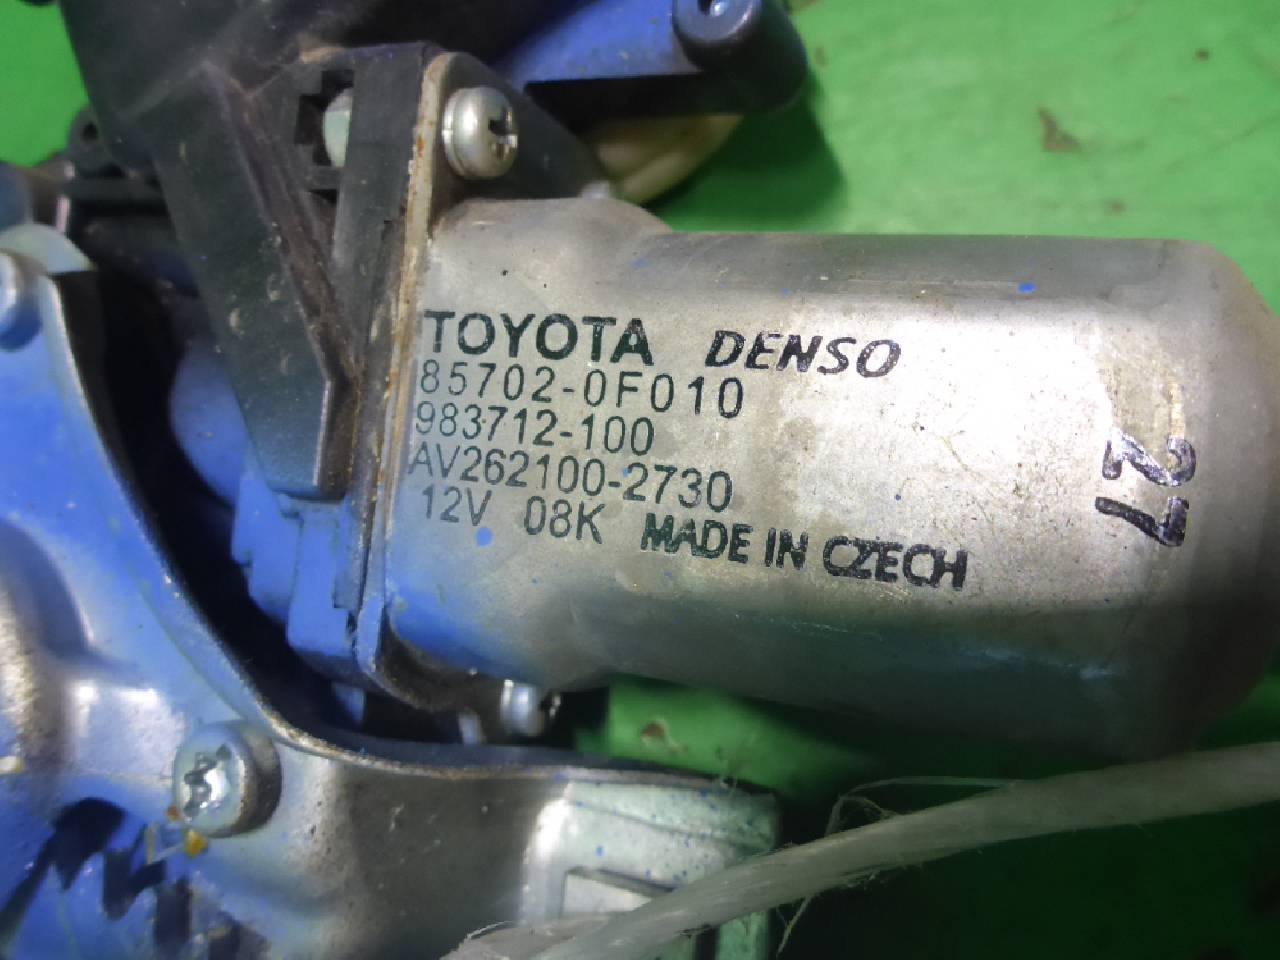 TOYOTA DENSO
85702-0F010
983712-100
AV262100-2730
12V 08K MADE IN CZECH
27